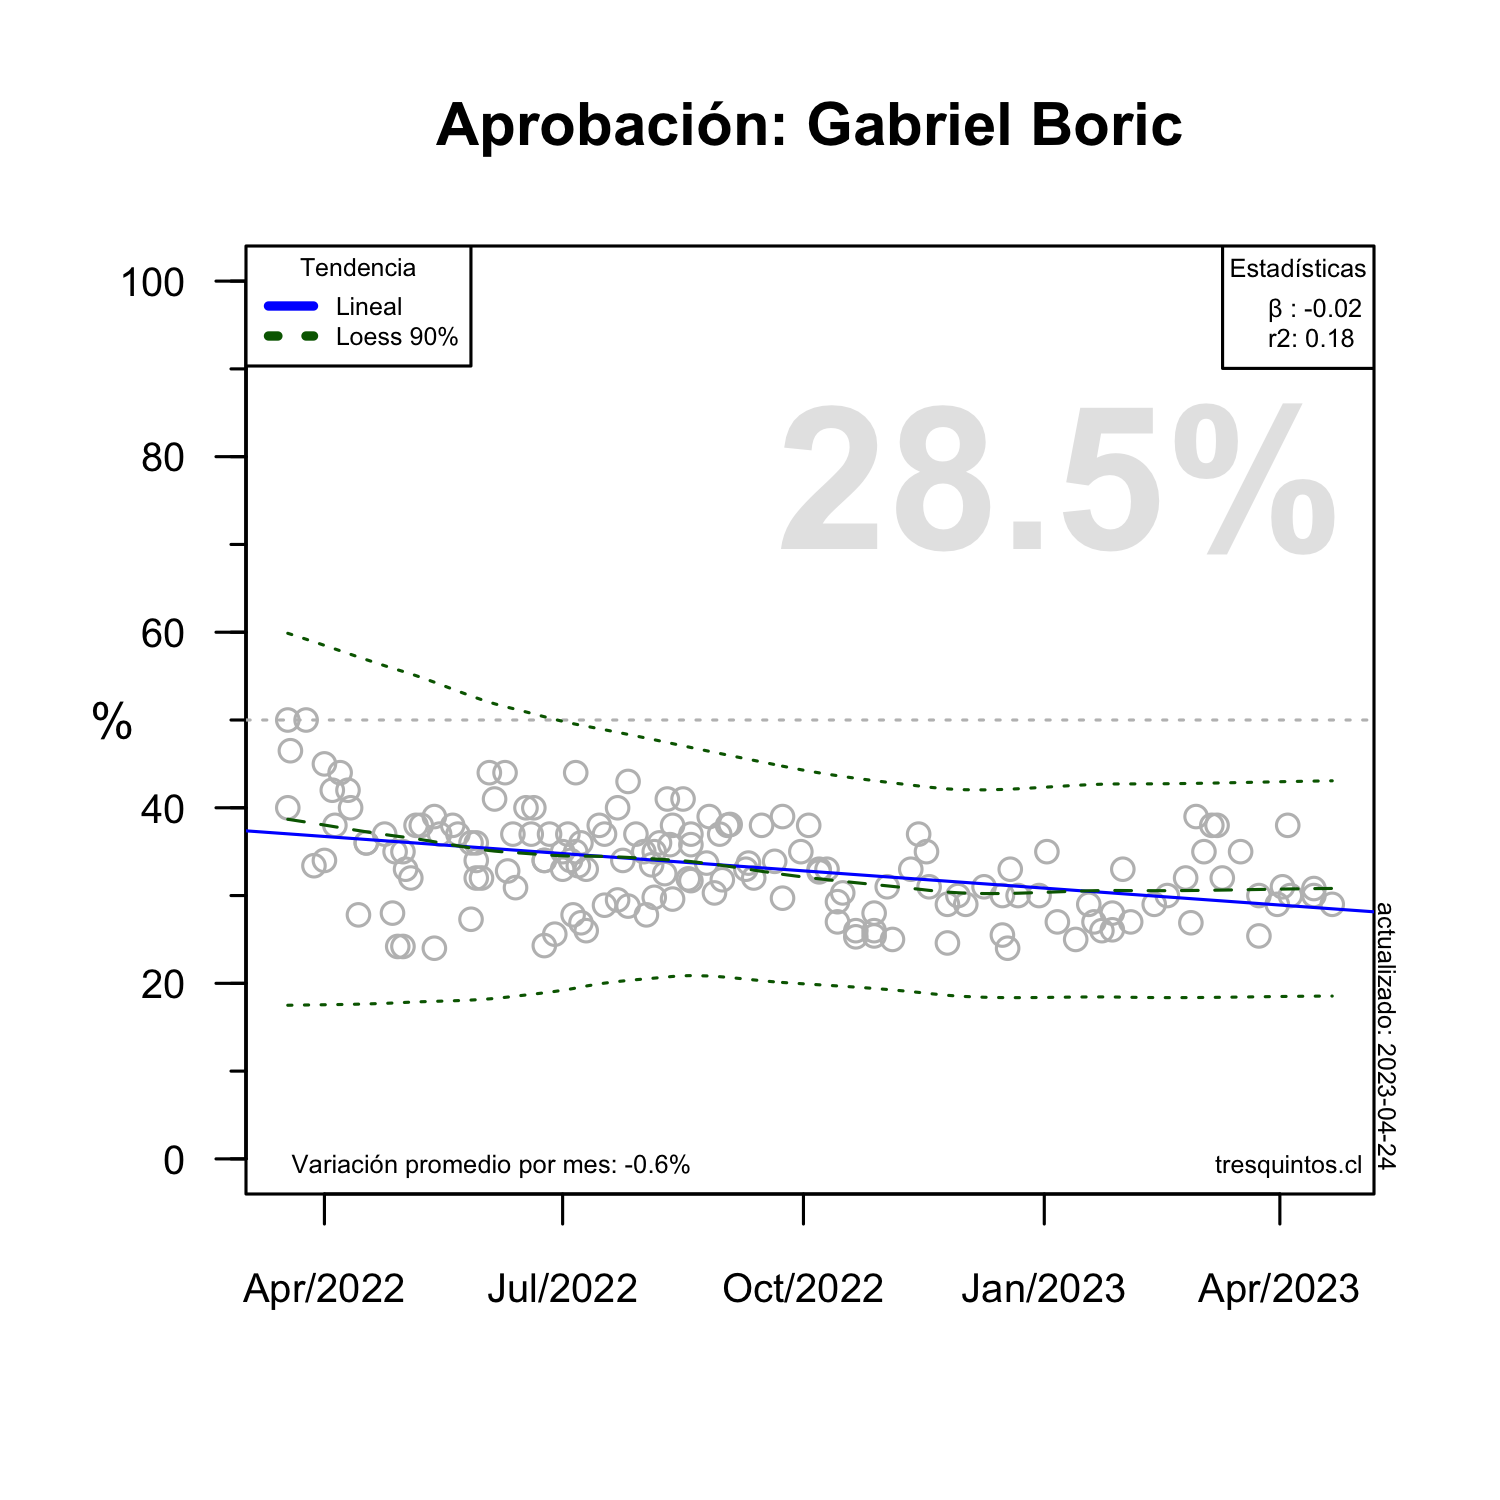 Aprobación: Gabriel Boric
Tendencia
Lineal
Loess 90%
Estadísticas
β : -0.02
r2: 0.18
28.5%
100
80
60
40
20
0
%
Variación promedio por mes: -0.6%
tresquintos.cl
actualizado: 2023-04-24
Apr/2022 Jul/2022 Oct/2022 Jan/2023 Apr/2023